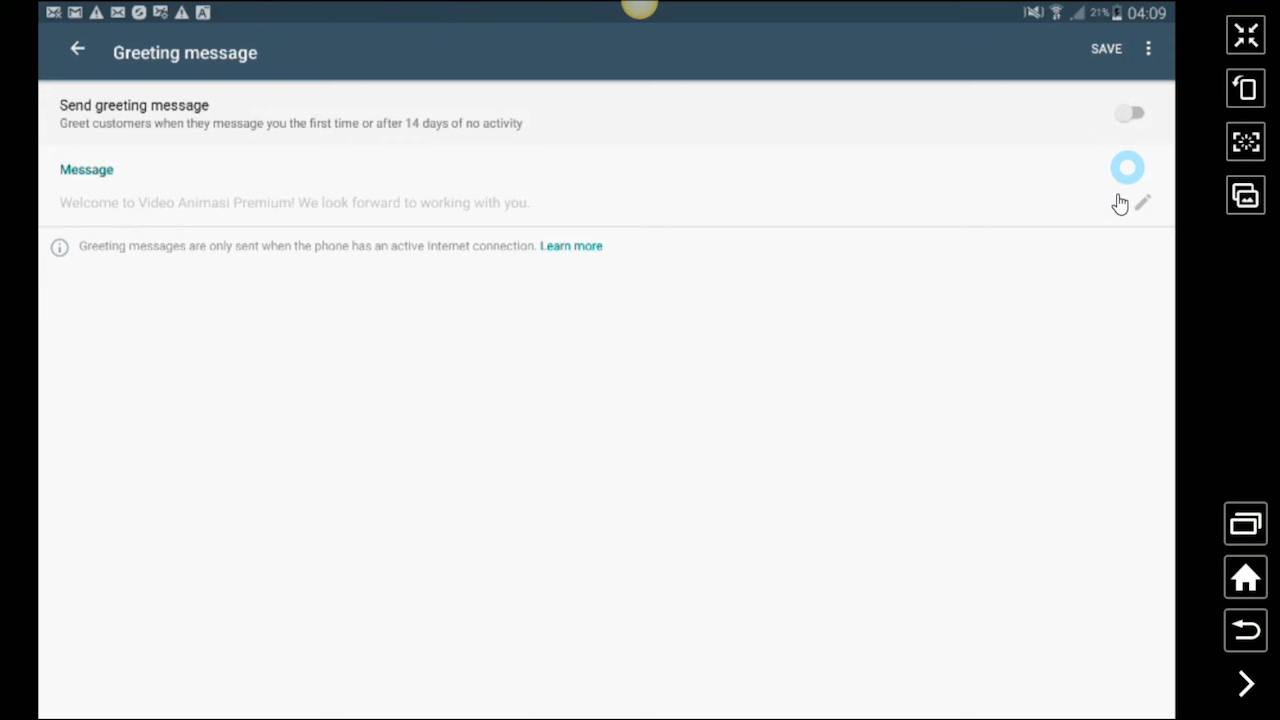 21% 04:09
Greeting message SAVE
Send greeting message
Greet customers when they message you the first time or after 14 days of no activity
Message
Welcome to Video Animasi Premium! We look forward to working with you.
Greeting messages are only sent when the phone has an active Internet connection. Learn more